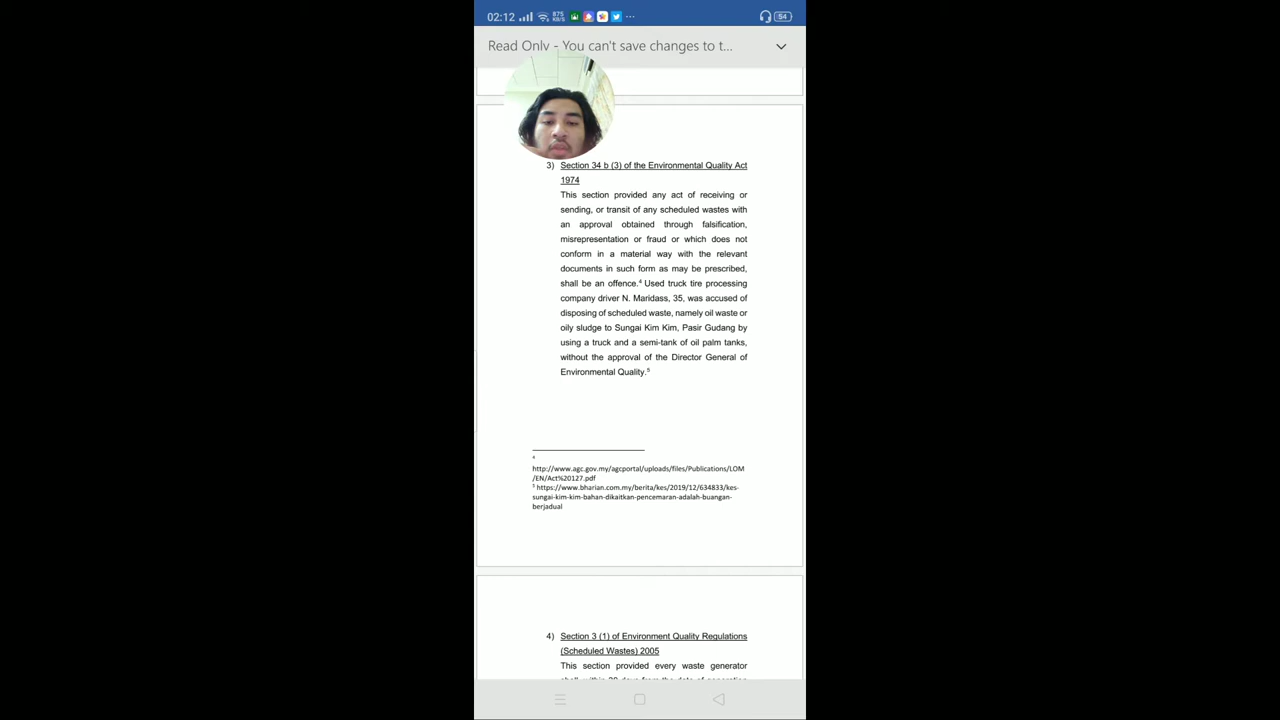 02:12
875
KB/s
54
Read Only - You can't save changes to t...
3) Section 34 b (3) of the Environmental Quality Act
1974
This section provided any act of receiving or
sending, or transit of any scheduled wastes with
an approval obtained through falsification,
misrepresentation or fraud or which does not
conform in a material way with the relevant
documents in such form as may be prescribed,
shall be an offence.4 Used truck tire processing
company driver N. Maridass, 35, was accused of
disposing of scheduled waste, namely oil waste or
oily sludge to Sungai Kim Kim, Pasir Gudang by
using a truck and a semi-tank of oil palm tanks,
without the approval of the Director General of
Environmental Quality.5
4
http://www.agc.gov.my/agcportal/uploads/files/Publications/LOM
/EN/Act%20127.pdf
5 https://www.bharian.com.my/berita/kes/2019/12/634833/kes-
sungai-kim-kim-bahan-dikaitkan-pencemaran-adalah-buangan-
berjadual
4) Section 3 (1) of Environment Quality Regulations
(Scheduled Wastes) 2005
This section provided every waste generator